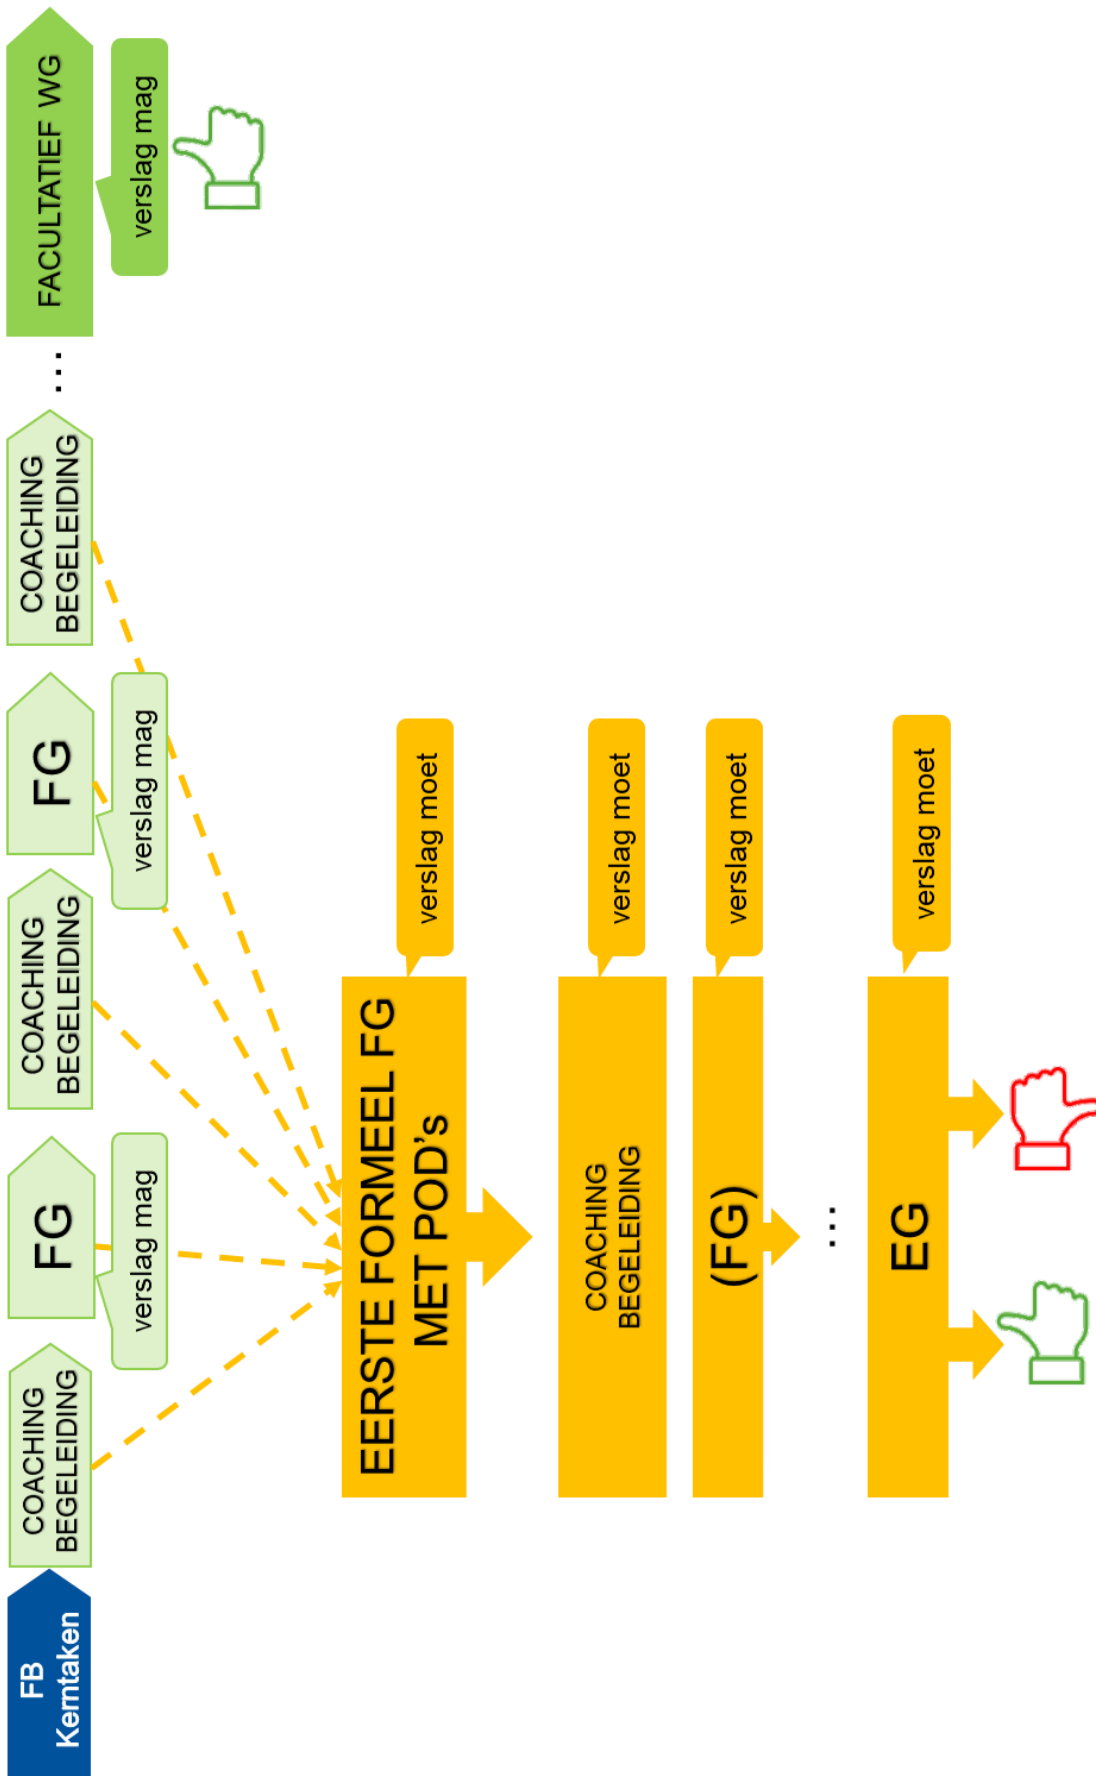 FB
Kerntaken
COACHING
BEGELEIDING
FG
verslag mag
COACHING
BEGELEIDING
FG
verslag mag
COACHING
BEGELEIDING
...
FACULTATIEF WG
verslag mag
EERSTE FORMEEL FG
MET POD's
verslag moet
COACHING
BEGELEIDING
verslag moet
(FG)
verslag moet
...
EG
verslag moet